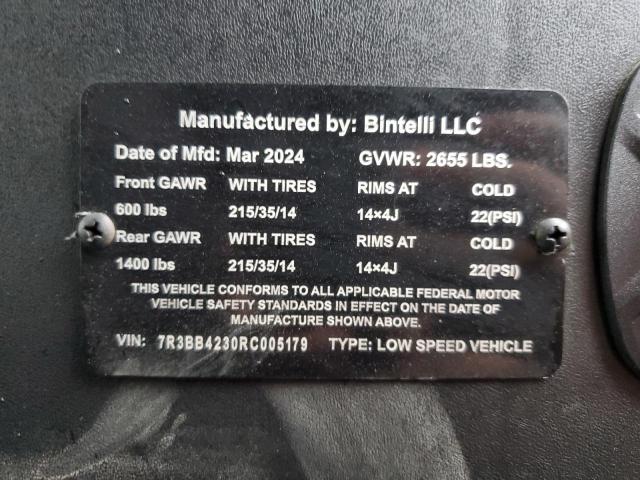 Manufactured by: Bintelli LLC
Date of Mfd: Mar 2024 GVWR: 2655 LBS.
Front GAWR WITH TIRES RIMS AT COLD
600 lbs 215/35/14 14×4J 22(PSI)
Rear GAWR WITH TIRES RIMS AT COLD
1400 lbs 215/35/14 14×4J 22(PSI)
THIS VEHICLE CONFORMS TO ALL APPLICABLE FEDERAL MOTOR
VEHICLE SAFETY STANDARDS IN EFFECT ON THE DATE OF
MANUFACTURE SHOWN ABOVE.
VIN: 7R3BB4230RC005179 TYPE: LOW SPEED VEHICLE